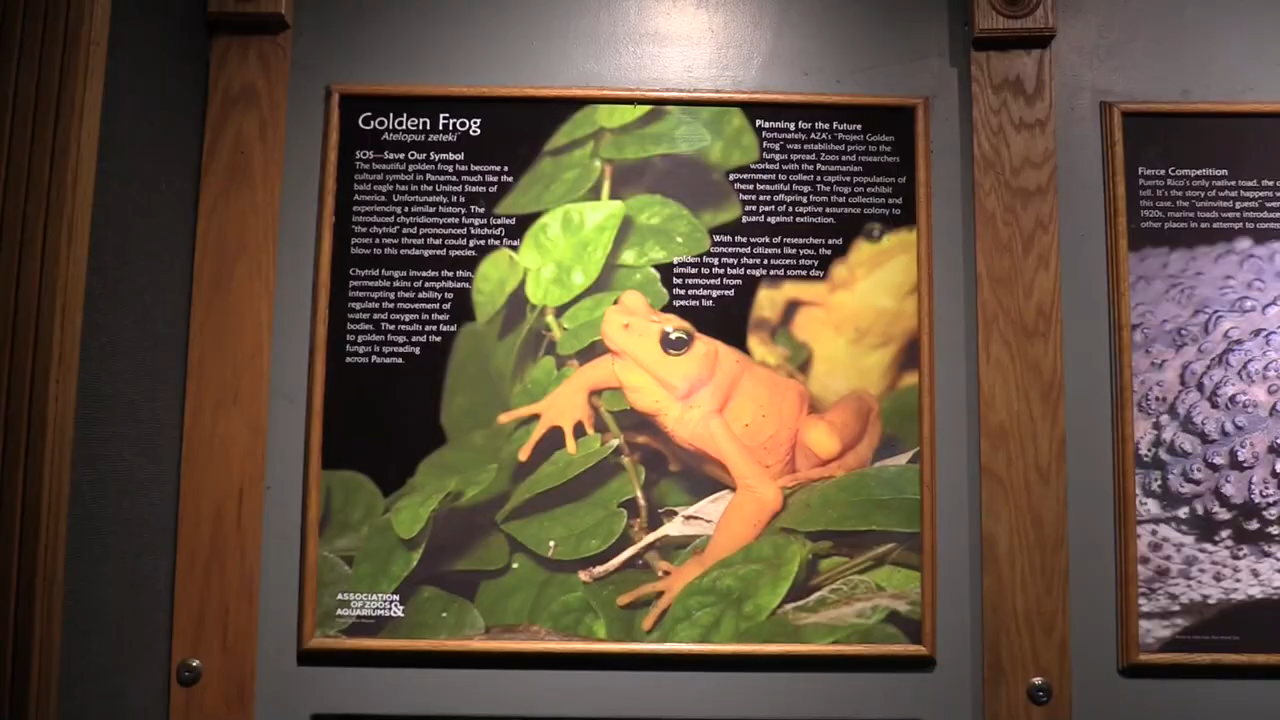 Golden Frog
Atelopus zeteki
SOS—Save Our Symbol
The beautiful golden frog has become a
cultural symbol in Panama, much like the
bald eagle has in the United States of
America. Unfortunately, it is
experiencing a similar history. The
introduced chytridiomycete fungus (called
"the chytrid" and pronounced 'kitchrid')
poses a new threat that could give the final
blow to this endangered species.
Chytrid fungus invades the thin,
permeable skins of amphibians,
interrupting their ability to
regulate the movement of
water and oxygen in their
bodies. The results are fatal
to golden frogs, and the
fungus is spreading
across Panama.
ASSOCIATION
OF ZOOS
AQUARIUMS &
Planning for the Future
Fortunately, AZA's "Project Golden
Frog" was established prior to the
fungus spread. Zoos and researchers
worked with the Panamanian
government to collect a captive population of
these beautiful frogs. The frogs on exhibit
here are offspring from that collection and
are part of a captive assurance colony to
guard against extinction.
With the work of researchers and
concerned citizens like you, the
golden frog may share a success story
similar to the bald eagle and some day
be removed from
the endangered
species list.
Fierce Competition
Puerto Rico's only native toad, the
tell. It's the story of what happens
this case, the "uninvited guests" wer
1920s, marine toads were introduc
other places in an attempt to contr